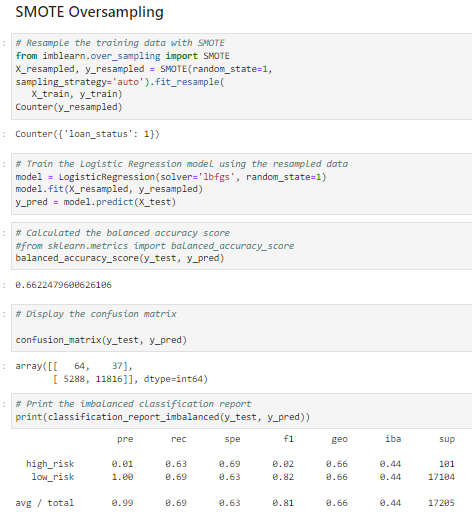 SMOTE Oversampling
: # Resample the training data with SMOTE
from imblearn.over_sampling import SMOTE
X_resampled, y_resampled = SMOTE(random_state=1,
sampling_strategy='auto').fit_resample(
X_train, y_train)
Counter(y_resampled)
: Counter({'loan_status': 1})
: # Train the Logistic Regression model using the resampled data
model = LogisticRegression(solver='lbfgs', random_state=1)
model.fit(X_resampled, y_resampled)
y_pred = model.predict(X_test)
: # Calculated the balanced accuracy score
#from sklearn.metrics import balanced_accuracy_score
balanced_accuracy_score(y_test, y_pred)
: 0.6622479600626106
: # Display the confusion matrix
confusion_matrix(y_test, y_pred)
: array([[ 64, 37],
[ 5288, 11816]], dtype=int64)
: # Print the imbalanced classification report
print(classification_report_imbalanced(y_test, y_pred))
pre rec spe f1 geo iba sup
high_risk 0.01 0.63 0.69 0.02 0.66 0.44 101
low_risk 1.00 0.69 0.63 0.82 0.66 0.44 17104
avg / total 0.99 0.69 0.63 0.81 0.66 0.44 17205